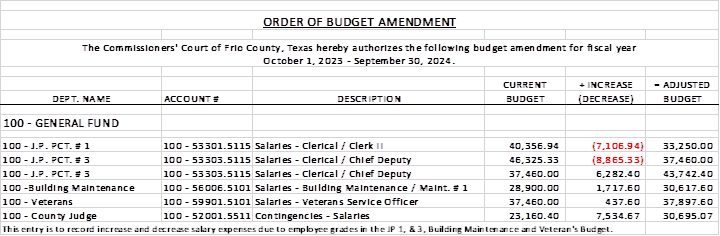 ORDER OF BUDGET AMENDMENT
The Commissioners' Court of Frio County, Texas hereby authorizes the following budget amendment for fiscal year
October 1, 2023 - September 30, 2024.
CURRENT + INCREASE = ADJUSTED
DEPT. NAME ACCOUNT # DESCRIPTION BUDGET (DECREASE) BUDGET
100 - GENERAL FUND
100 - J.P. PCT. # 1 100 - 53301.5115 Salaries - Clerical / Clerk II 40,356.94 (7,106.94) 33,250.00
100 - J.P. PCT. # 3 100 - 53303.5115 Salaries - Clerical / Chief Deputy 46,325.33 (8,865.33) 37,460.00
100 - J.P. PCT. # 3 100 - 53303.5115 Salaries - Clerical / Chief Deputy 37,460.00 6,282.40 43,742.40
100 -Building Maintenance 100 - 56006.5101 Salaries - Building Maintenance / Maint. # 1 28,900.00 1,717.60 30,617.60
100 - Veterans 100 - 59901.5101 Salaries - Veterans Service Officer 37,460.00 437.60 37,897.60
100 - County Judge 100 - 52001.5511 Contingencies - Salaries 23,160.40 7,534.67 30,695.07
This entry is to record increase and decrease salary expenses due to employee grades in the JP 1, & 3, Building Maintenance and Veteran's Budget.